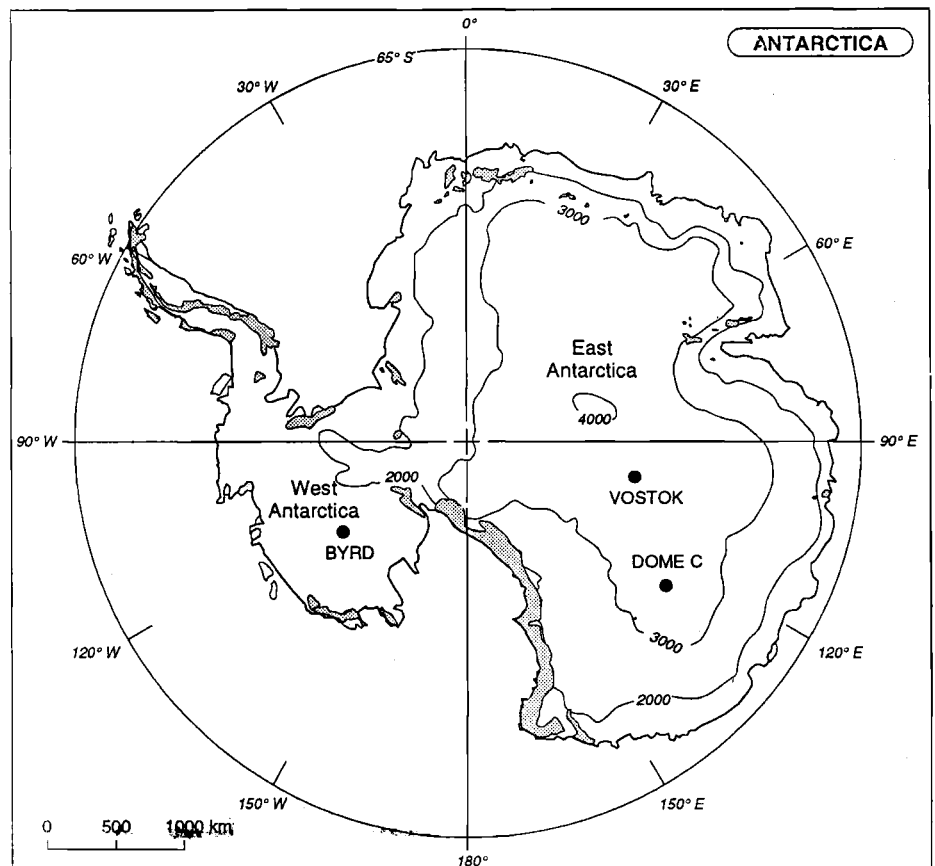 0°
ANTARCTICA
65° S
30° W
30° E
3000
60° W
60° E
East
Antarctica
4000
90° W
90° E
2000
West
Antarctica
VOSTOK
BYRD
DOME C
3000
120° W
120° E
2000
150° W
150° E
0 500 1000 km
180°